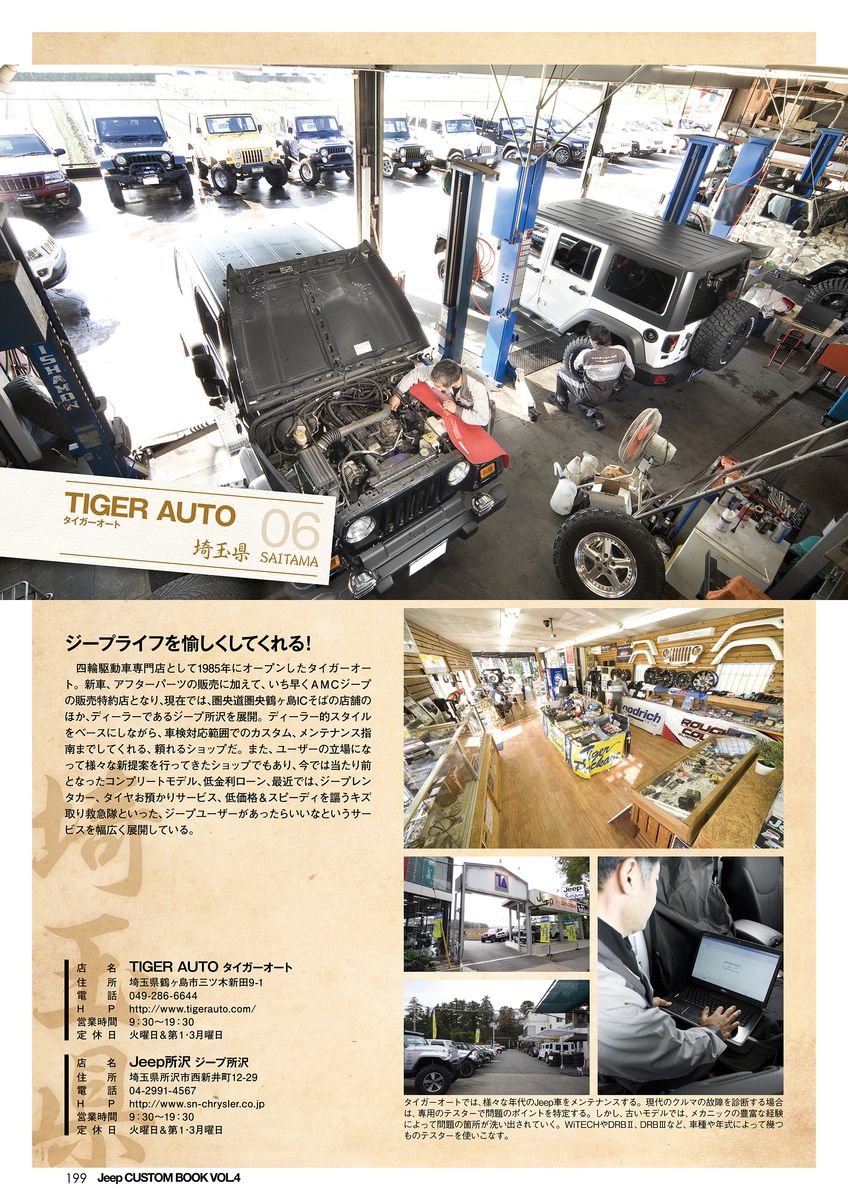 ISHAMOW
TIGER AUTO
タイガーオート
06
埼玉県 SAITAMA
ジープライフを愉しくしてくれる！
四輪駆動車専門店として1985年にオープンしたタイガーオー
ト。新車、アフターパーツの販売に加えて、いち早くAMCジープ
の販売特約店となり、現在では、圏央道圏央鶴ヶ島ICそばの店舗の
ほか、ディーラーであるジープ所沢を展開。ディーラー的スタイル
をベースにしながら、車検対応範囲でのカスタム、メンテナンス指
南までしてくれる、頼れるショップだ。また、ユーザーの立場にな
って様々な新提案を行ってきたショップでもあり、今では当たり前
となったコンプリートモデル、低金利ローン、最近では、ジープレン
タカー、タイヤお預かりサービス、低価格＆スピーディを謳うキズ
取り救急隊といった、ジープユーザーがあったらいいなというサー
ビスを幅広く展開している。
埼玉県
店名 TIGER AUTO タイガーオート
住所 埼玉県鶴ヶ島市三ツ木新田9-1
電話 049-286-6644
HP http://www.tigerauto.com/
営業時間 9：30〜19：30
定休日 火曜日＆第1･3月曜日
店名 Jeep所沢 ジープ所沢
住所 埼玉県所沢市西新井町12-29
電話 04-2991-4567
HP http://www.sn-chrysler.co.jp
営業時間 9：30〜19：30
定休日 火曜日＆第1･3月曜日
odrich
ROUGH
Tiger
Package
TA
Jeep
タイガーオートでは、様々な年代のJeep車をメンテナンスする。現代のクルマの故障を診断する場合
は、専用のテスターで問題のポイントを特定する。しかし、古いモデルでは、メカニックの豊富な経験
によって問題の箇所が洗い出されていく。WiTECHやDRBⅡ、DRBⅢなど、車種や年式によって幾つ
ものテスターを使いこなす。
199 Jeep CUSTOM BOOK VOL.4